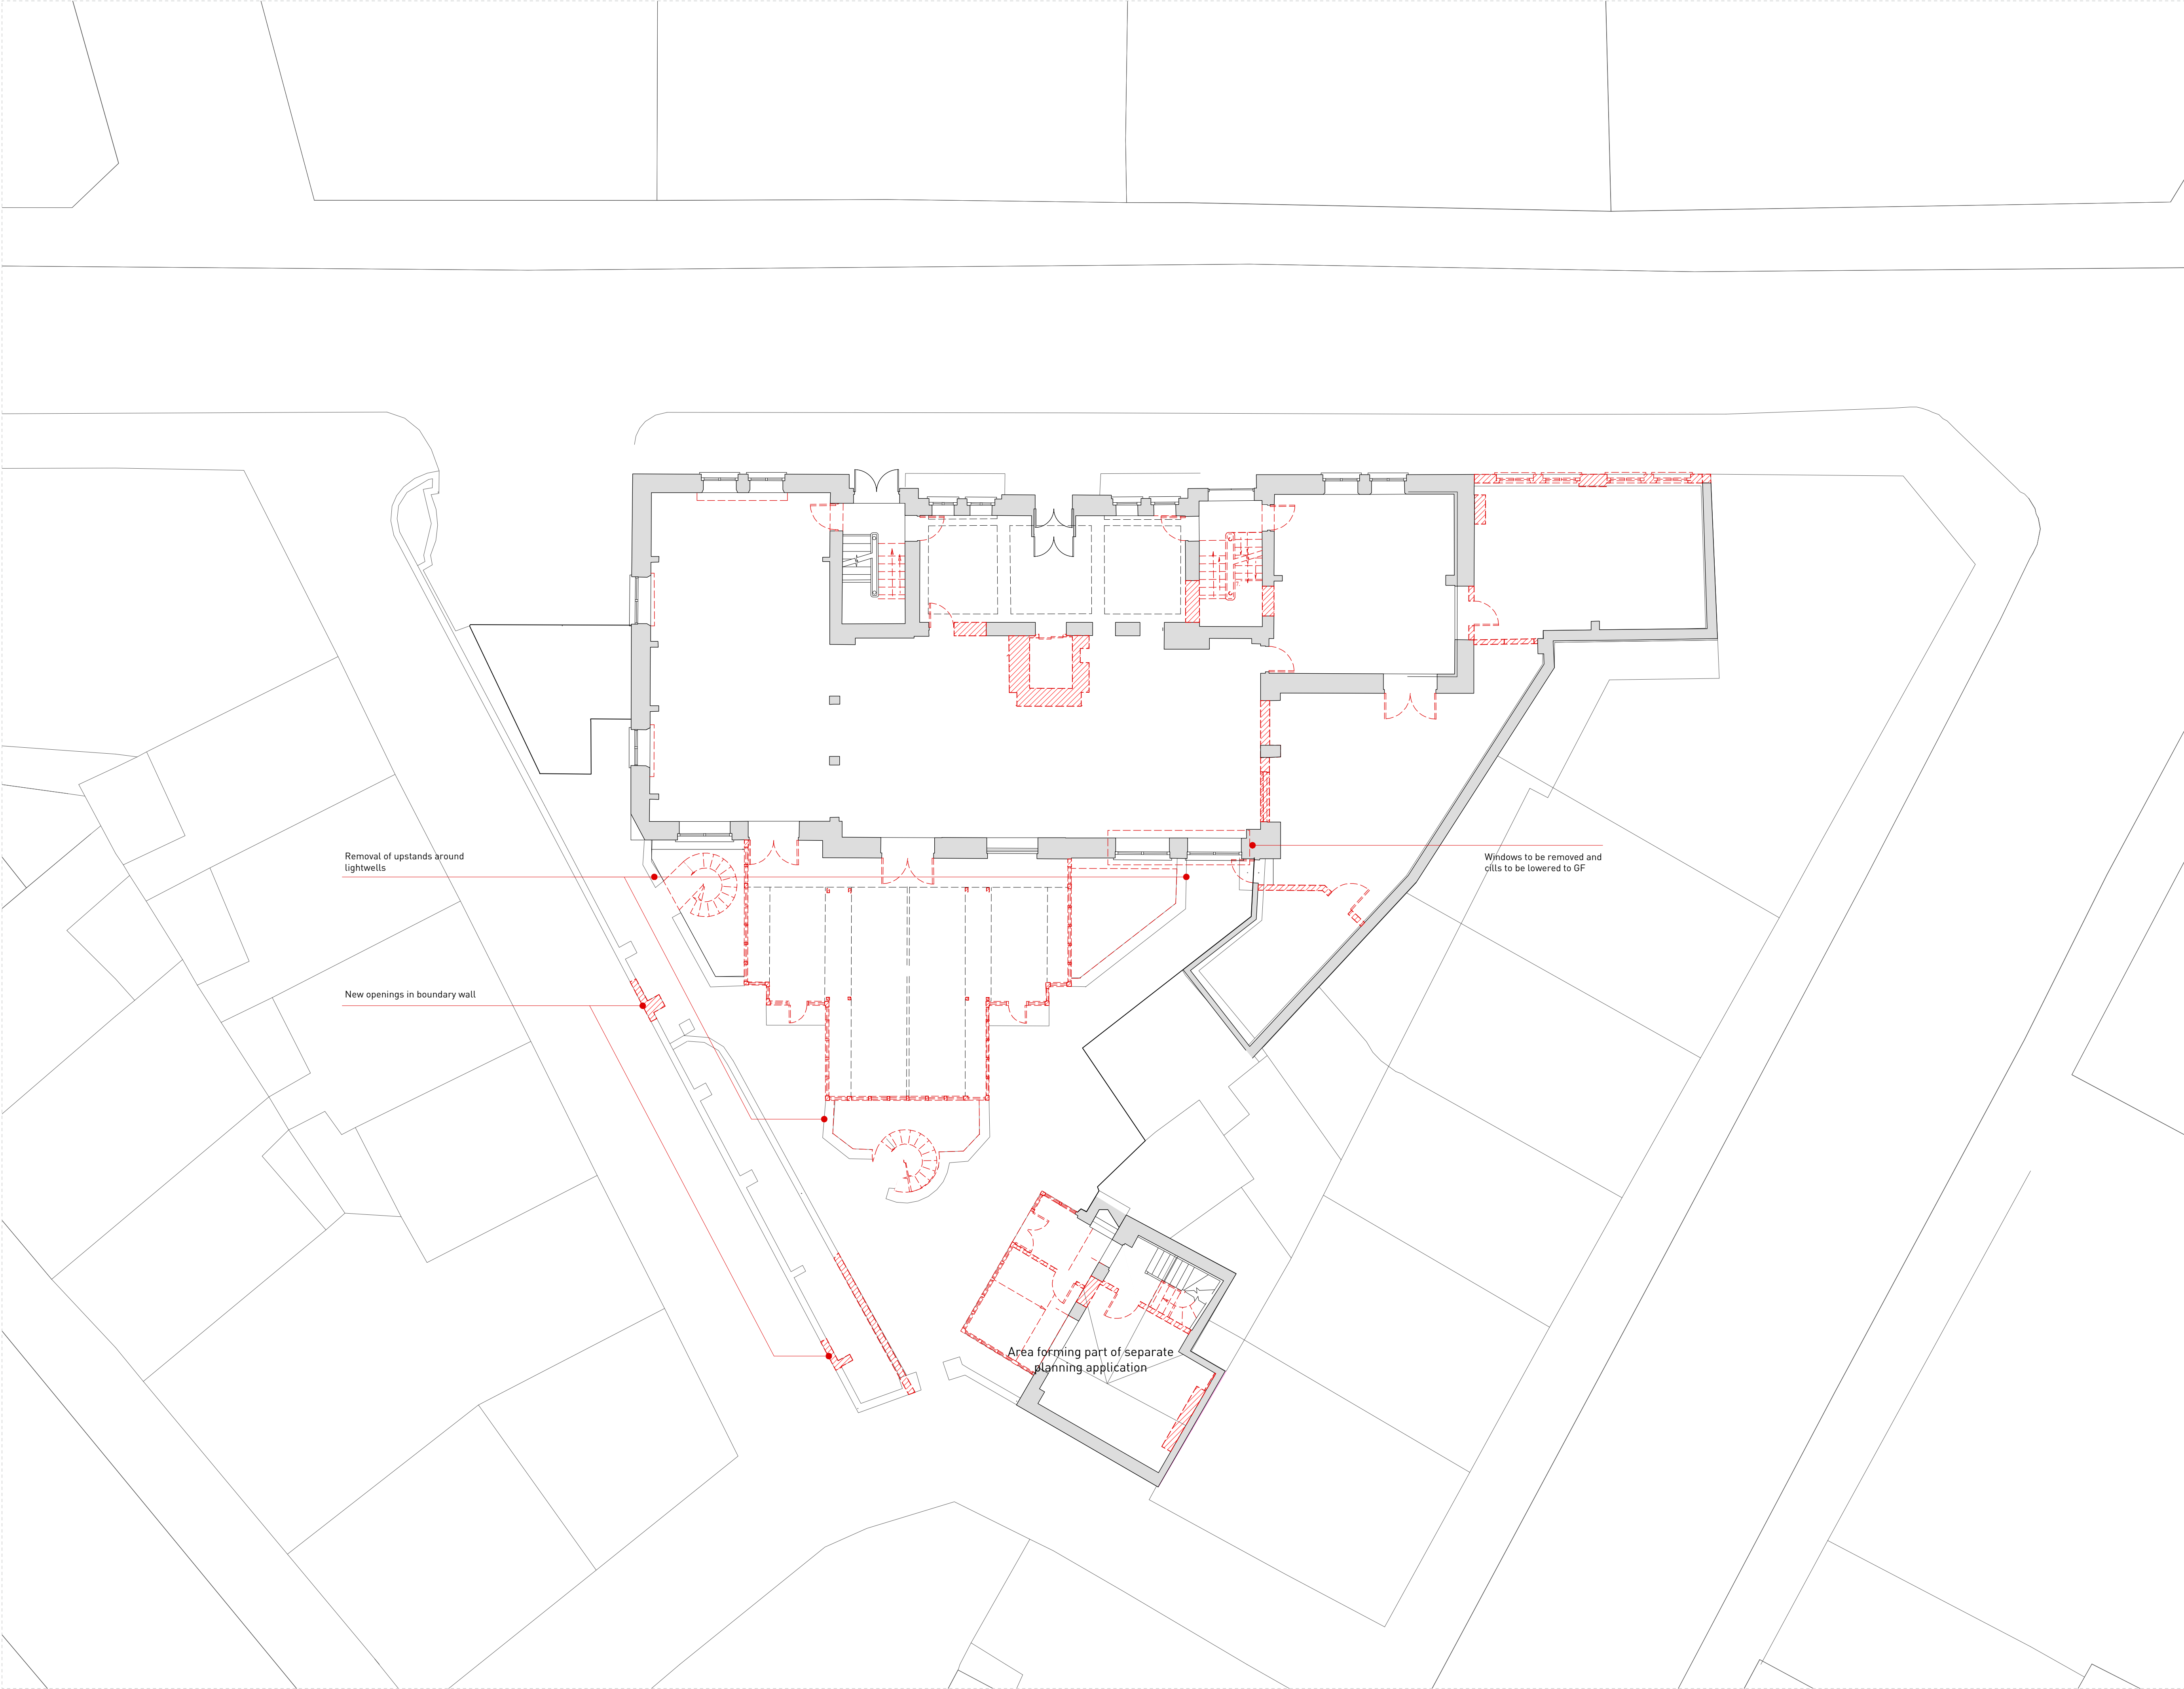 Removal of upstands around
lightwells
Windows to be removed and
cills to be lowered to GF
New openings in boundary wall
Area forming part of separate
planning application